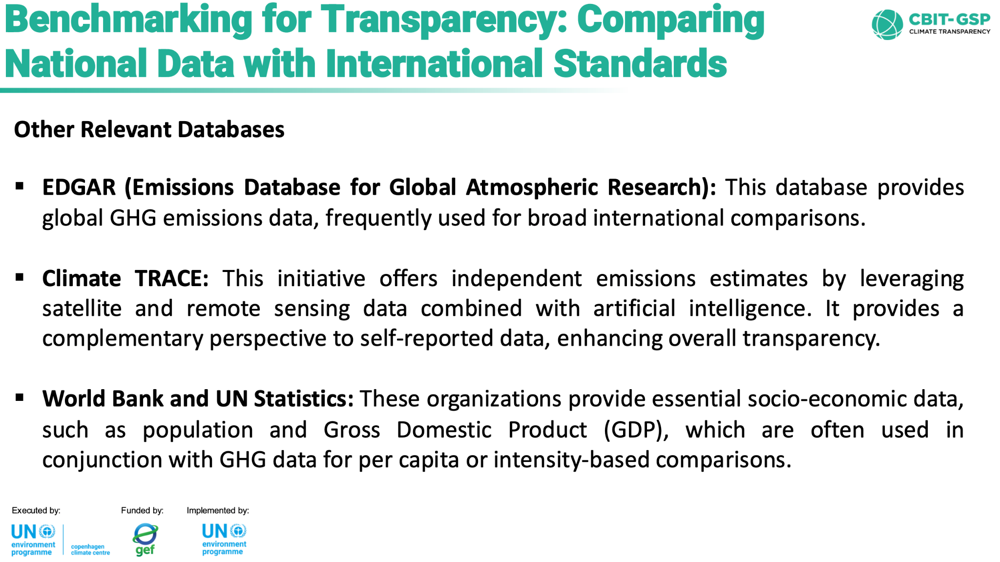 Benchmarking for Transparency: Comparing
National Data with International Standards
CBIT-GSP
CLIMATE TRANSPARENCY
Other Relevant Databases
▪ EDGAR (Emissions Database for Global Atmospheric Research): This database provides
global GHG emissions data, frequently used for broad international comparisons.
▪ Climate TRACE: This initiative offers independent emissions estimates by leveraging
satellite and remote sensing data combined with artificial intelligence. It provides a
complementary perspective to self-reported data, enhancing overall transparency.
▪ World Bank and UN Statistics: These organizations provide essential socio-economic data,
such as population and Gross Domestic Product (GDP), which are often used in
conjunction with GHG data for per capita or intensity-based comparisons.
Executed by:
UN
environment
programme
copenhagen
climate centre
Funded by:
gef
Implemented by:
UN
environment
programme